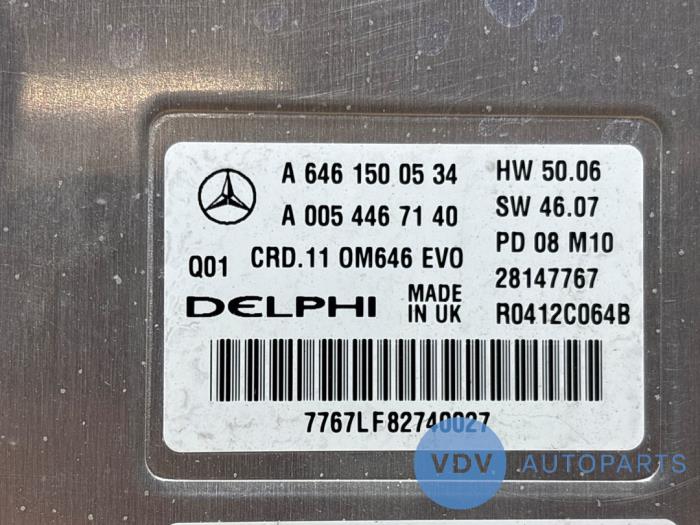 A 646 150 05 34
A 005 446 71 40
Q01 CRD.11 OM646 EVO
DELPHI MADE IN UK
HW 50.06
SW 46.07
PD 08 M10
28147767
R0412C064B
7767LF82740027
VDV AUTOPARTS